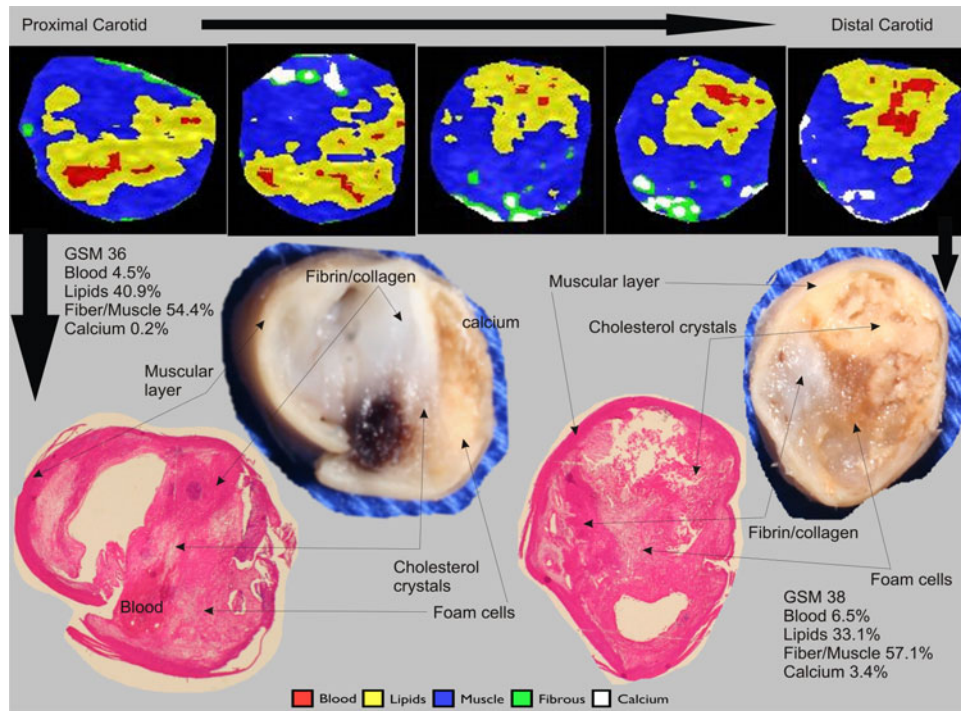 Proximal Carotid
Distal Carotid
GSM 36
Blood 4.5%
Lipids 40.9%
Fiber/Muscle 54.4%
Calcium 0.2%
Fibrin/collagen
calcium
Muscular
layer
Muscular layer
Cholesterol crystals
Blood
Cholesterol
crystals
Foam cells
Fibrin/collagen
Foam cells
GSM 38
Blood 6.5%
Lipids 33.1%
Fiber/Muscle 57.1%
Calcium 3.4%
Blood Lipids Muscle Fibrous Calcium